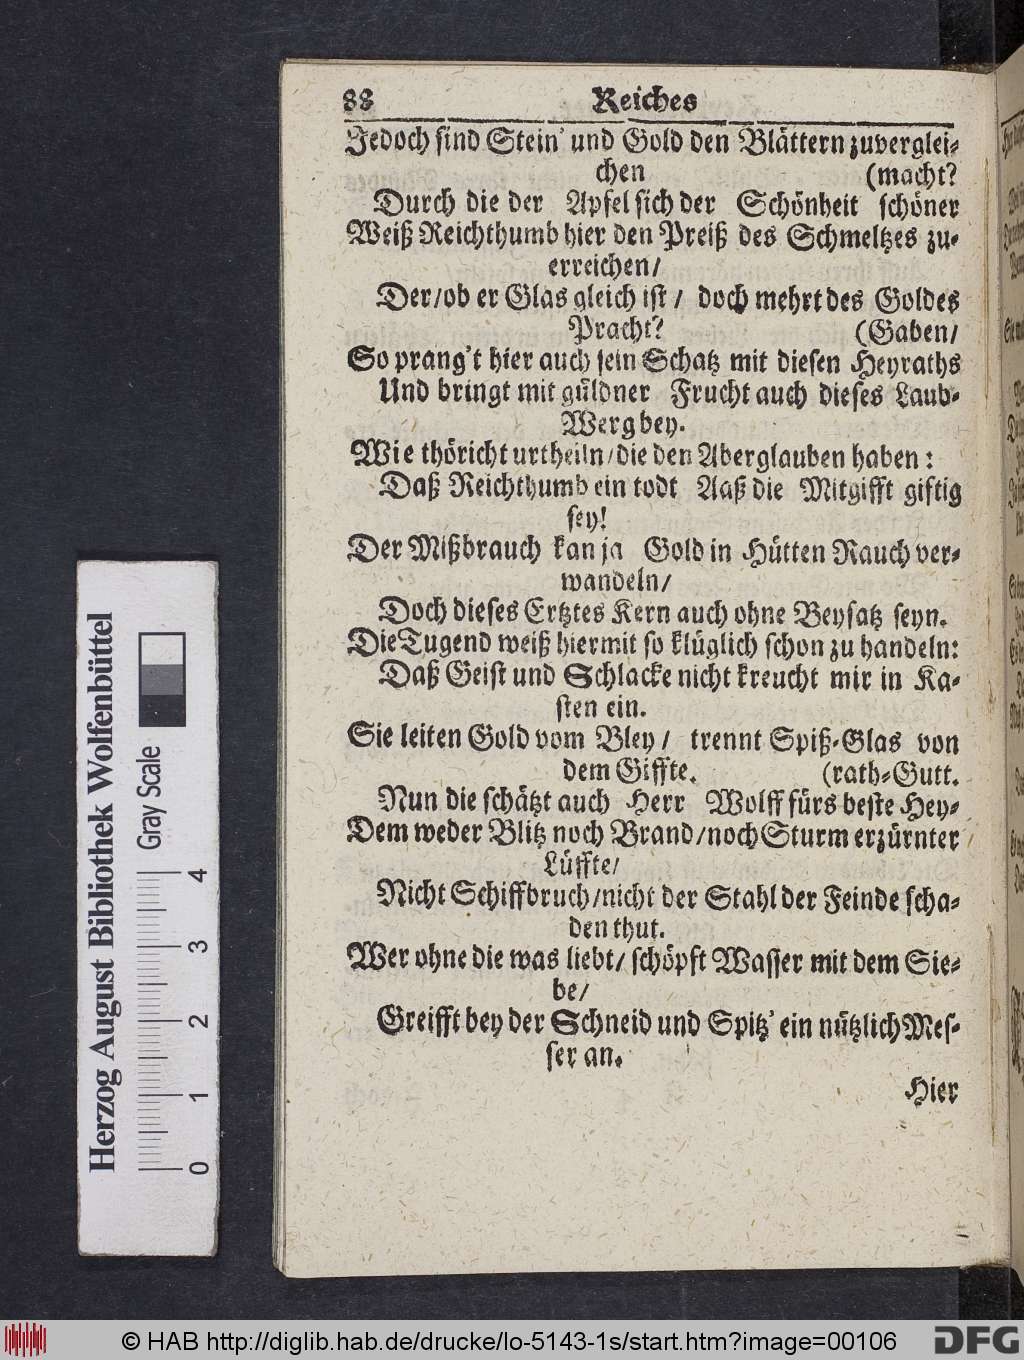 88 Reiches
Jedoch sind Stein' und Gold den Blättern zuverglei-
chen (macht?
Durch die der Apfel sich der Schönheit schöner
Weiß Reichthumb hier den Preiß des Schmeltzes zu-
erreichen/
Der/ob er Glas gleich ist/ doch mehrt des Goldes
Pracht? (Gaben/
So prang't hier auch sein Schatz mit diesen Heyraths
Und bringt mit güldner Frucht auch dieses Laub-
Werg bey.
Wie thöricht urtheiln/die den Aberglauben haben:
Daß Reichthumb ein todt Aaß die Mitgifft giftig
sey!
Der Mißbrauch kan ja Gold in Hütten Rauch ver-
wandeln/
Doch dieses Ertztes Kern auch ohne Beysatz seyn.
Die Tugend weiß hiermit so klüglich schon zu handeln:
Daß Geist und Schlacke nicht kreucht mir in Ka-
sten ein.
Sie leiten Gold vom Bley/ trennt Spiß-Glas von
dem Giffte. (rath-Gutt.
Nun die schätzt auch Herr Wolff fürs beste Hey-
Dem weder Blitz noch Brand/noch Sturm erzürnter
Lüffte/
Nicht Schiffbruch/nicht der Stahl der Feinde scha-
den thut.
Wer ohne die was liebt/ schöpft Wasser mit dem Sie-
be/
Greifft bey der Schneid und Spitz' ein nützlich Mes-
ser an.
Hier
Herzog August Bibliothek Wolfenbüttel
Gray Scale
0 1 2 3 4
© HAB http://diglib.hab.de/drucke/lo-5143-1s/start.htm?image=00106
DFG